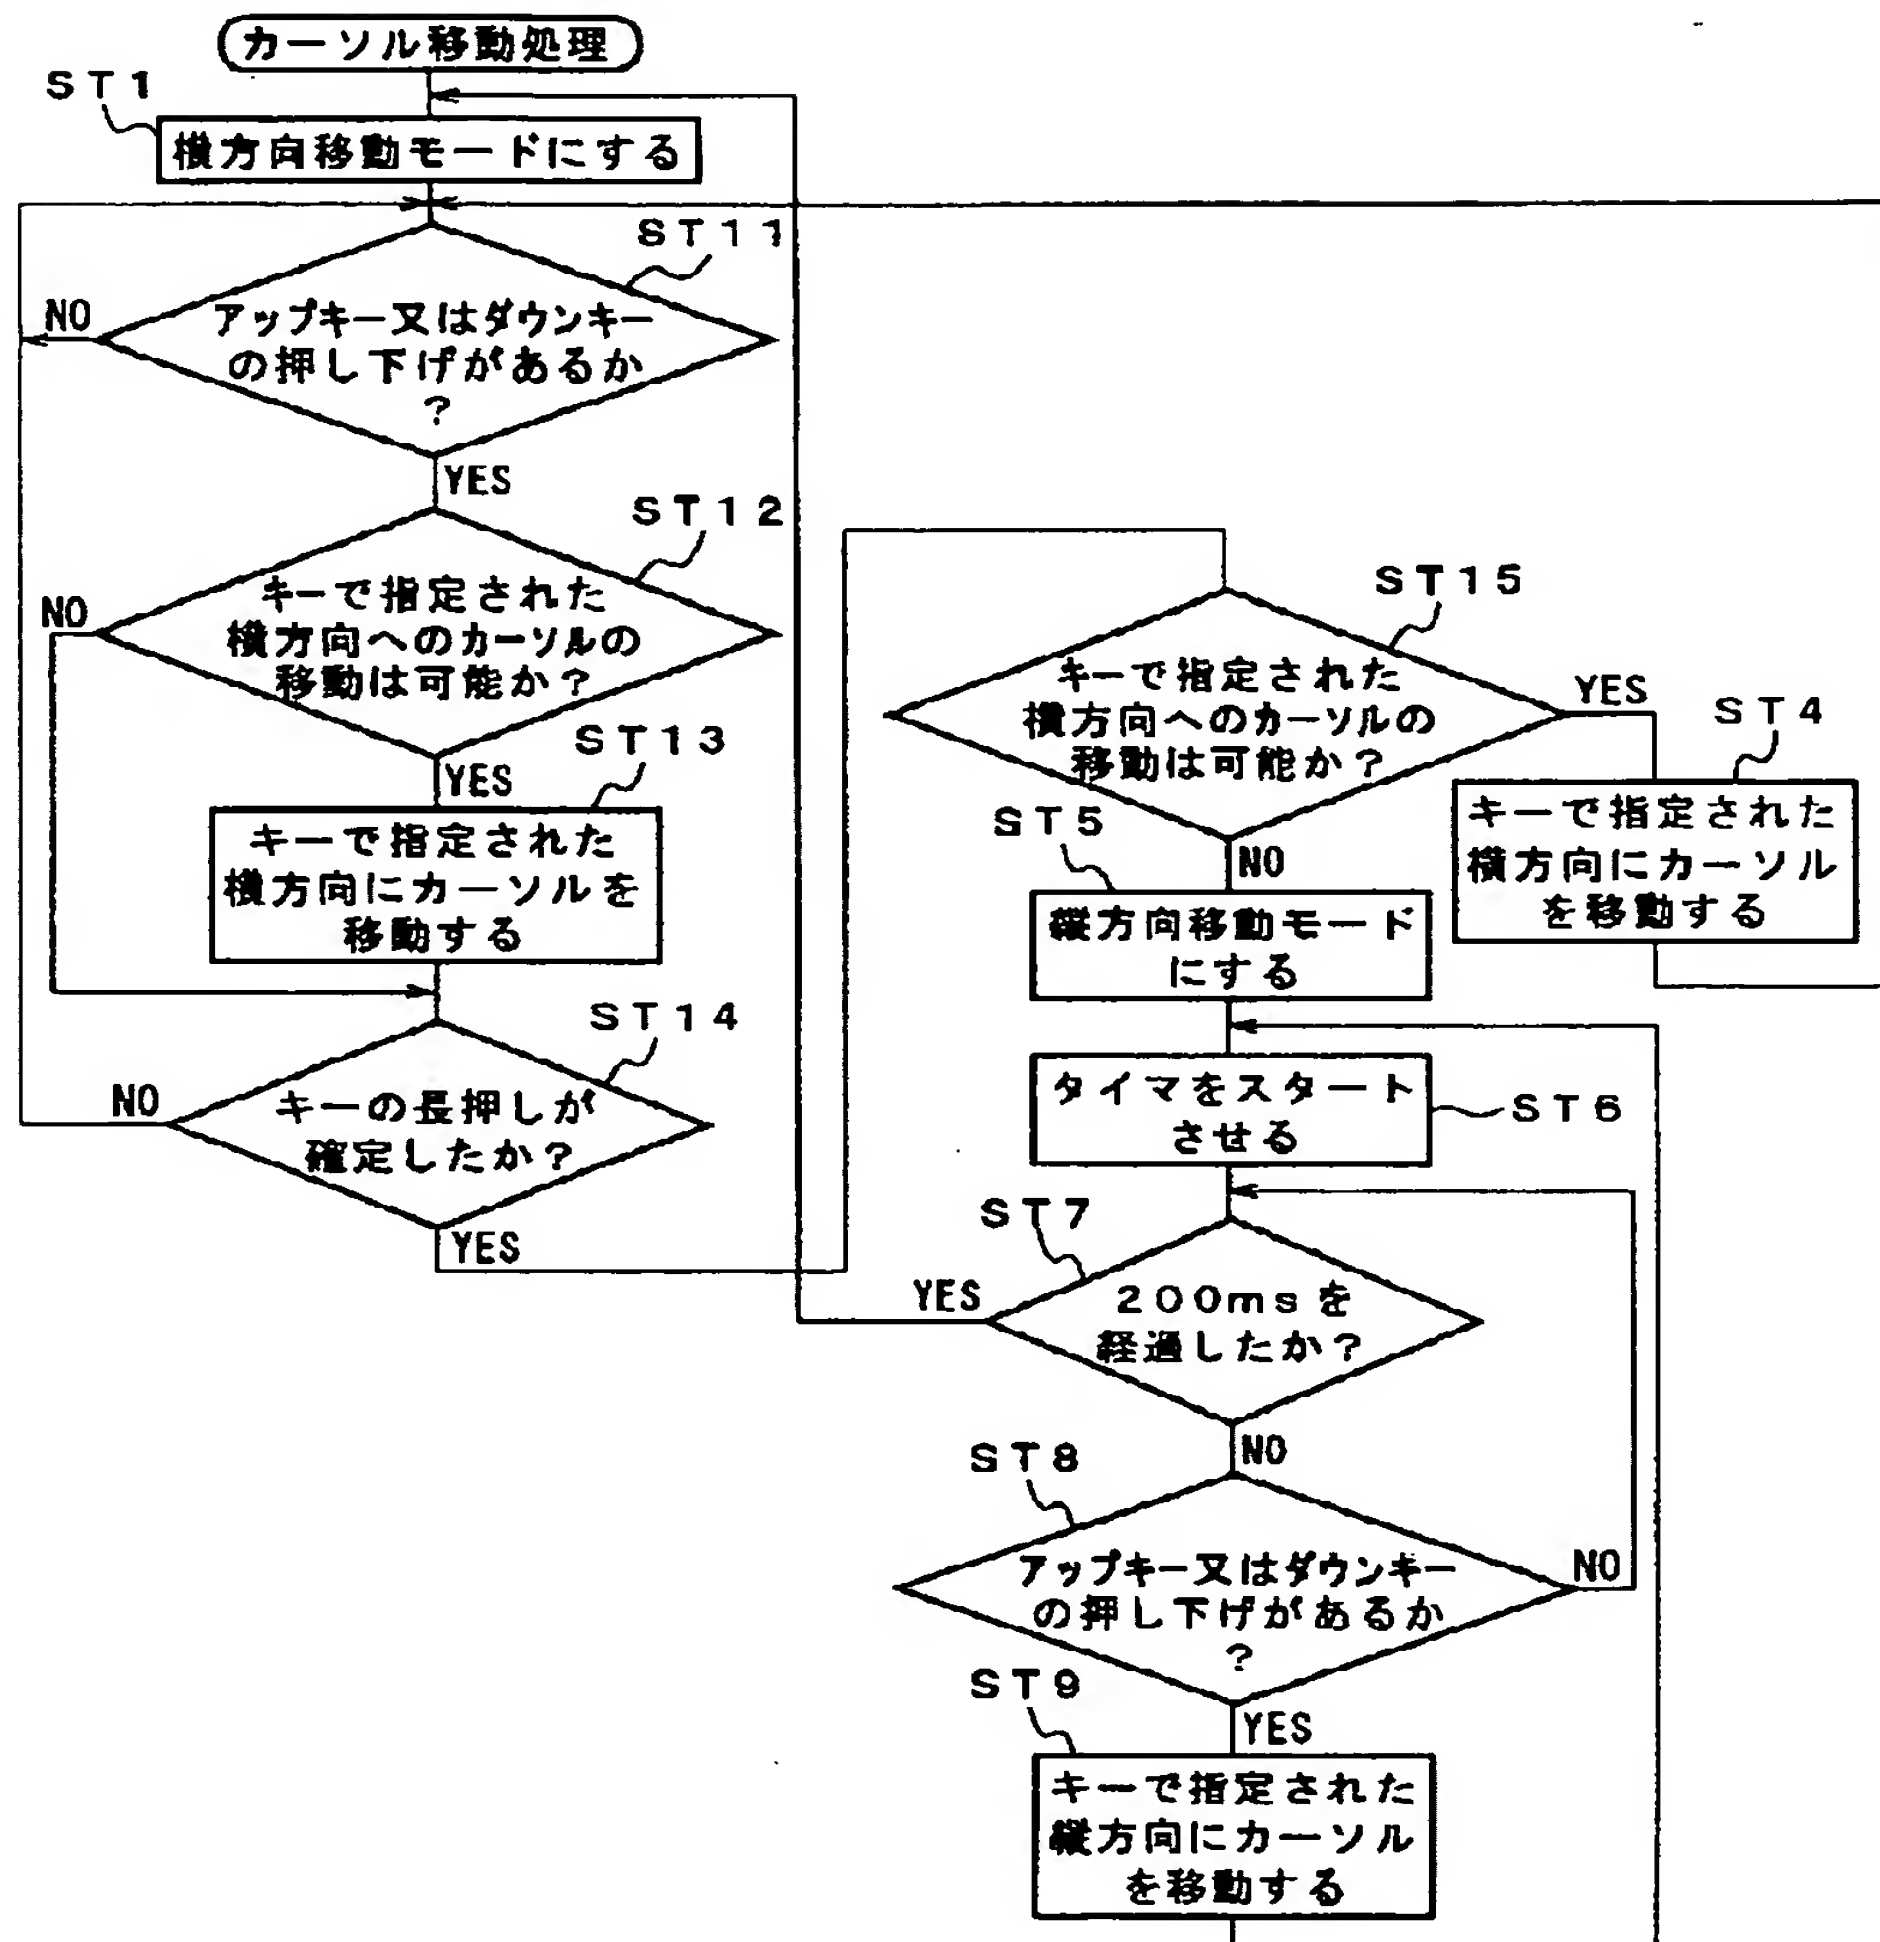 カーソル移動処理
ST1
横方向移動モードにする
ST11
アップキー又はダウンキー
の押し下げがあるか
?
NO
YES
ST12
キーで指定された
横方向へのカーソルの
移動は可能か?
NO
YES
ST13
キーで指定された
横方向にカーソルを
移動する
ST14
キーの長押しが
確定したか?
NO
YES
ST15
キーで指定された
横方向へのカーソルの
移動は可能か?
YES
ST4
キーで指定された
横方向にカーソル
を移動する
NO
ST5
縦方向移動モード
にする
タイマをスタート
させる
ST6
ST7
200msを
経過したか?
YES
NO
ST8
アップキー又はダウンキー
の押し下げがあるか
?
NO
YES
ST9
キーで指定された
縦方向にカーソル
を移動する